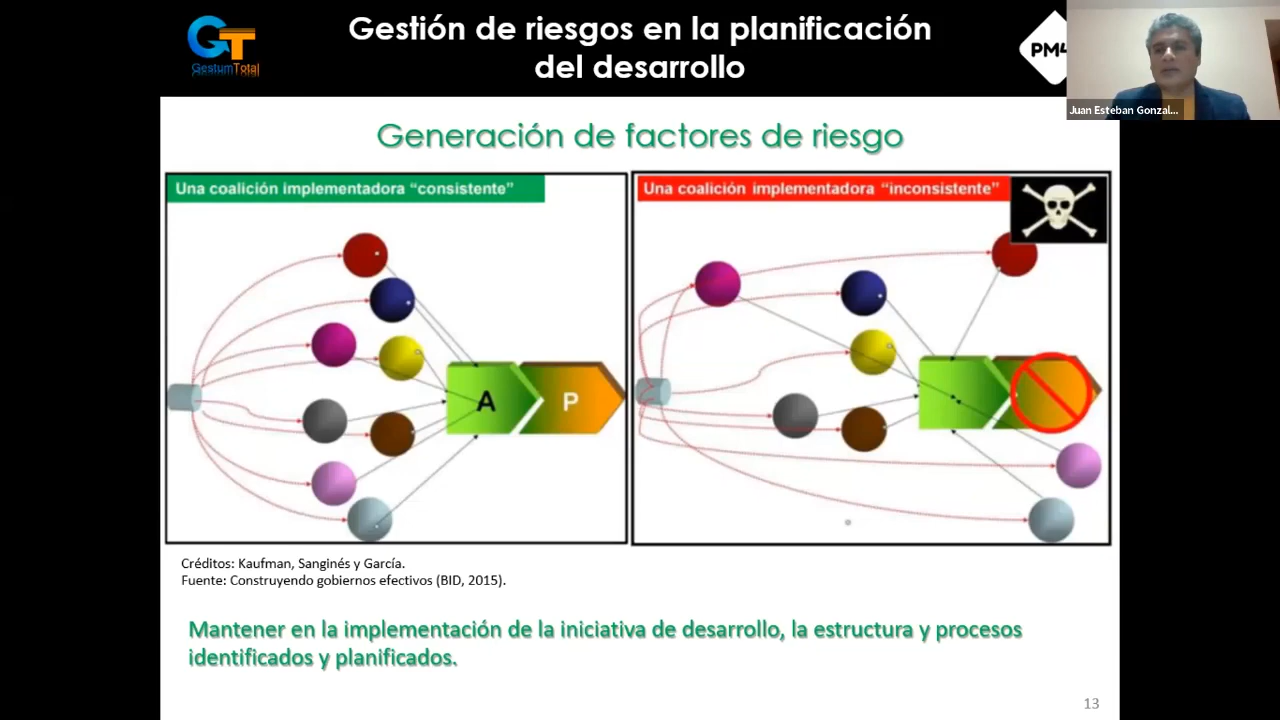 Gestión de riesgos en la planificación
del desarrollo
GT
GestumTotal
PM4
Juan Esteban Gonzal...
Generación de factores de riesgo
Una coalición implementadora “consistente”
Una coalición implementadora “inconsistente”
A
P
Créditos: Kaufman, Sanginés y García.
Fuente: Construyendo gobiernos efectivos (BID, 2015).
Mantener en la implementación de la iniciativa de desarrollo, la estructura y procesos
identificados y planificados.
13